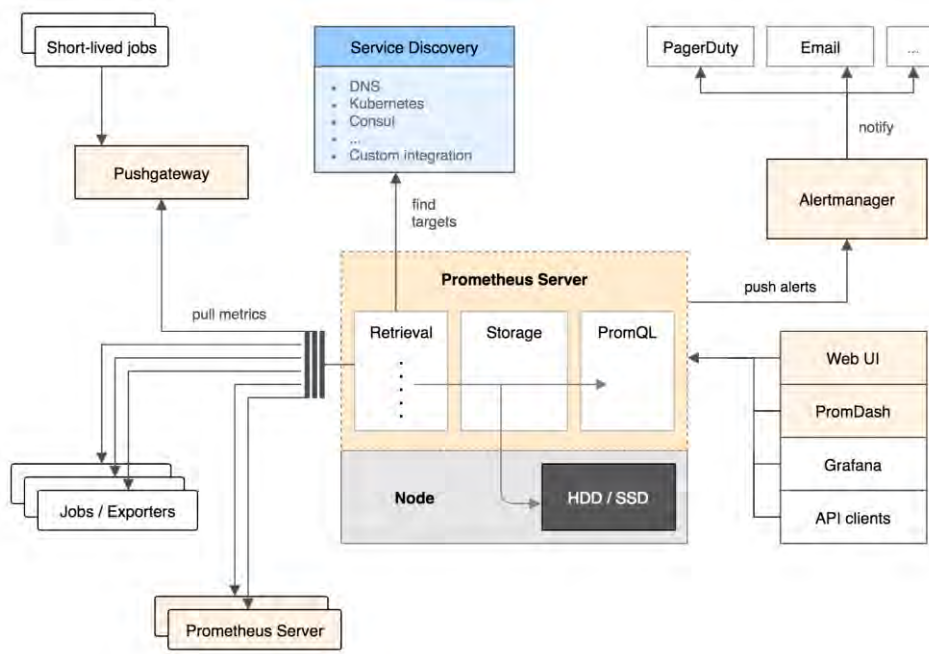 Short-lived jobs
Service Discovery
• DNS
• Kubernetes
• Consul
• ...
• Custom integration
PagerDuty
Email
...
notify
Pushgateway
Alertmanager
find
targets
push alerts
Prometheus Server
pull metrics
Retrieval
Storage
PromQL
Web UI
PromDash
Grafana
API clients
Node
HDD / SSD
Jobs / Exporters
Prometheus Server